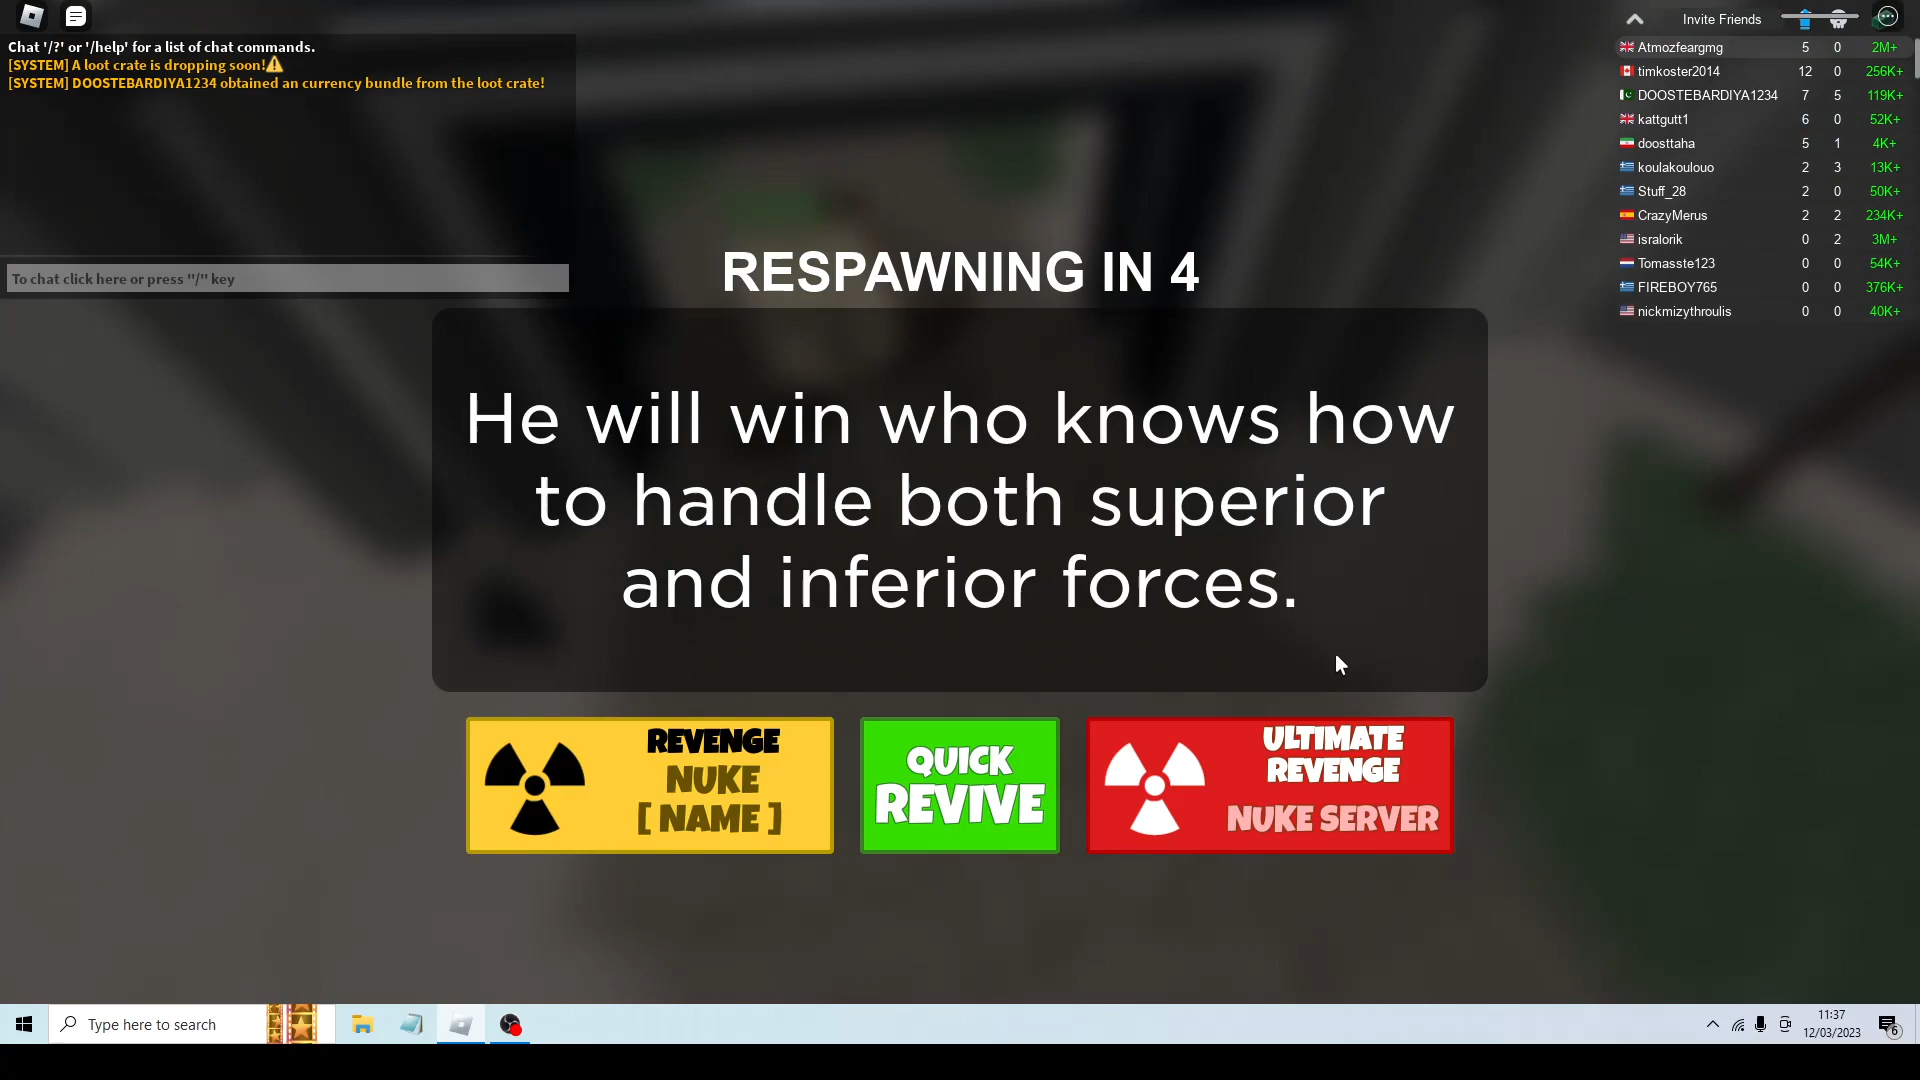 Chat '/?' or '/help' for a list of chat commands.
[SYSTEM] A loot crate is dropping soon!⚠
[SYSTEM] DOOSTEBARDIYA1234 obtained an currency bundle from the loot crate!
To chat click here or press "/" key
Invite Friends
Atmozfeargmg 5 0 2M+
timkoster2014 12 0 256K+
DOOSTEBARDIYA1234 7 5 119K+
kattgutt1 6 0 52K+
doosttaha 5 1 4K+
koulakoulouo 2 3 13K+
Stuff_28 2 0 50K+
CrazyMerus 2 2 234K+
isralorik 0 2 3M+
Tomasste123 0 0 54K+
FIREBOY765 0 0 376K+
nickmizythroulis 0 0 40K+
RESPAWNING IN 4
He will win who knows how
to handle both superior
and inferior forces.
REVENGE
NUKE
[ NAME ]
QUICK
REVIVE
ULTIMATE
REVENGE
NUKE SERVER
Type here to search
11:37
12/03/2023
6